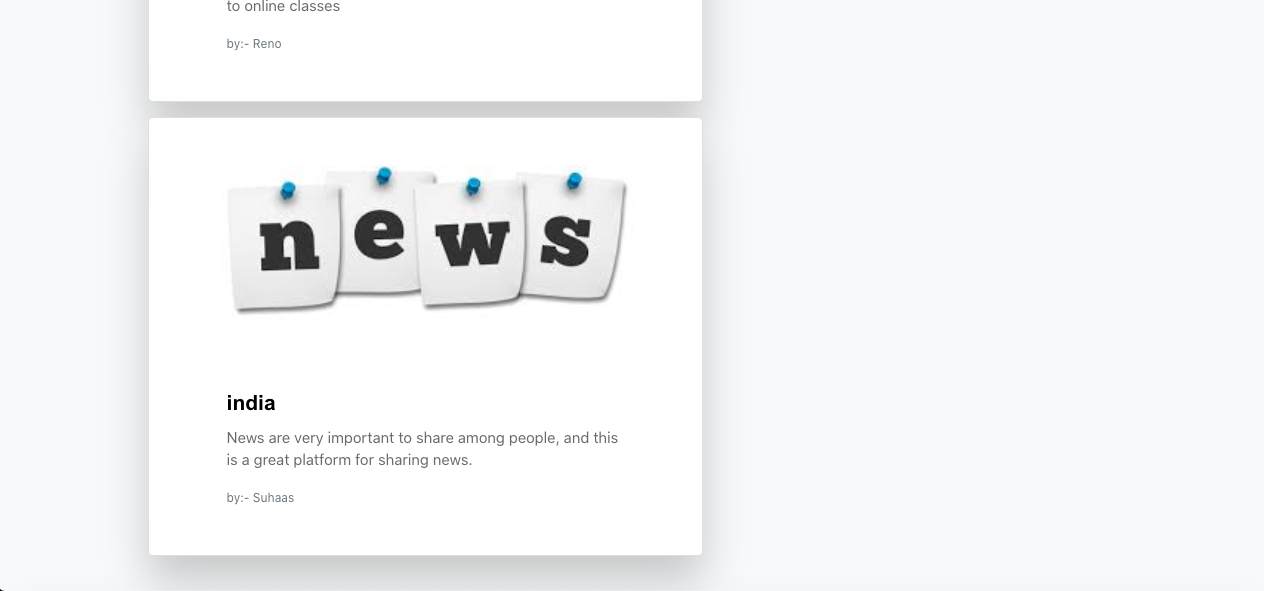 to online classes
by:- Reno
news
india
News are very important to share among people, and this
is a great platform for sharing news.
by:- Suhaas